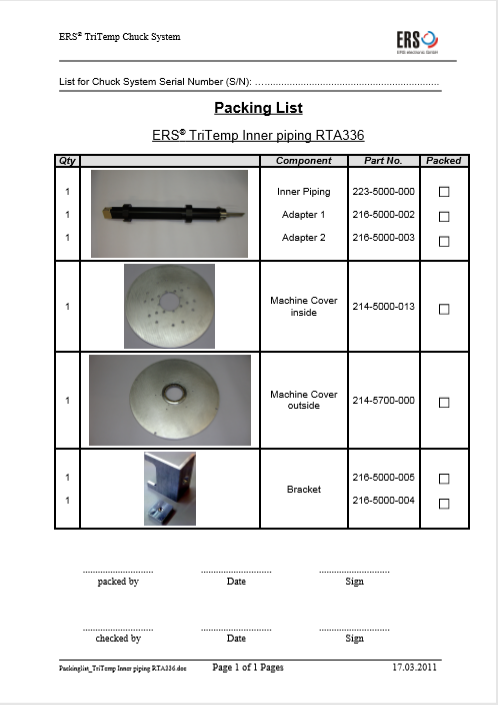 ERS® TriTemp Chuck System
ERS
ERS electronic GmbH
List for Chuck System Serial Number (S/N): ................................................................
Packing List
ERS® TriTemp Inner piping RTA336
Qty Component Part No. Packed
1 Inner Piping 223-5000-000 ☐
1 Adapter 1 216-5000-002 ☐
1 Adapter 2 216-5000-003 ☐
1 Machine Cover inside 214-5000-013 ☐
1 Machine Cover outside 214-5700-000 ☐
1 Bracket 216-5000-005 ☐
1 216-5000-004 ☐
............................ ............................ ............................
packed by Date Sign
............................ ............................ ............................
checked by Date Sign
Packinglist_TriTemp Inner piping RTA336.doc Page 1 of 1 Pages 17.03.2011